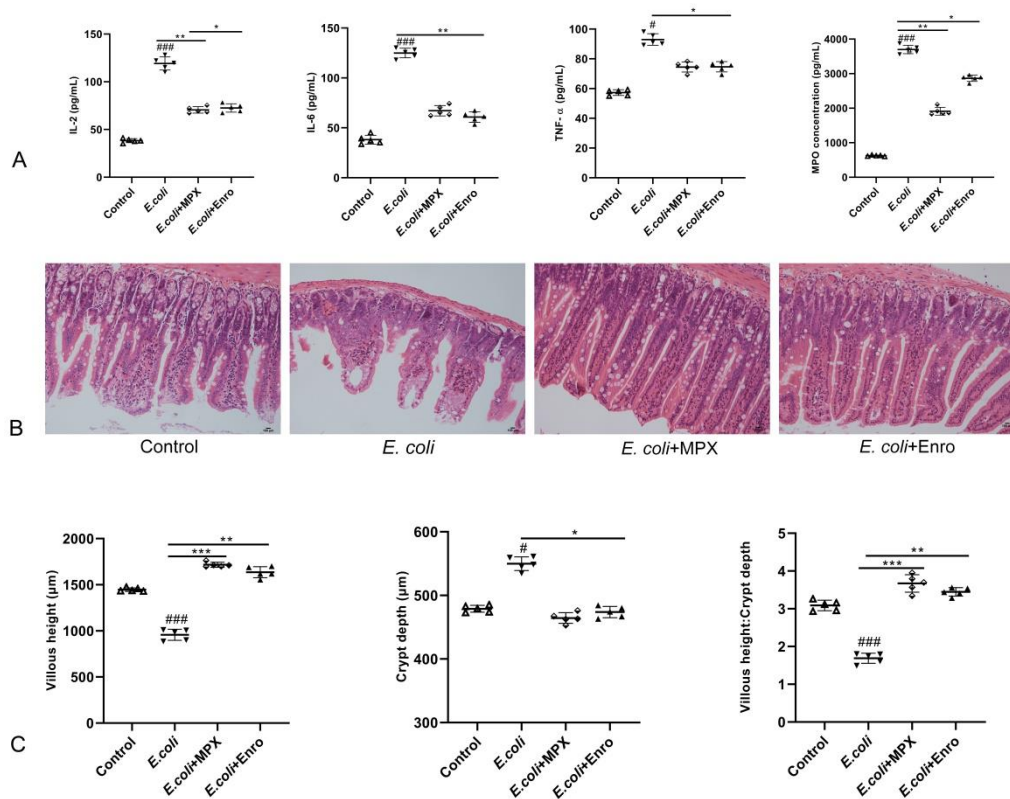 A
IL-2 (pg/mL)
150
100
50
0
###
**
*
Control
E.coli
E.coli+MPX
E.coli+Enro
IL-6 (pg/mL)
150
100
50
0
###
**
Control
E.coli
E.coli+MPX
E.coli+Enro
TNF- α (pg/mL)
100
80
60
40
20
0
#
*
Control
E.coli
E.coli+MPX
E.coli+Enro
MPO concentration (pg/mL)
4000
3000
2000
1000
0
###
**
*
Control
E.coli
E.coli+MPX
E.coli+Enro
B
Control
E. coli
E. coli+MPX
E. coli+Enro
C
Villous height (µm)
2000
1500
1000
500
0
###
***
**
Control
E.coli
E.coli+MPX
E.coli+Enro
Crypt depth (µm)
600
500
400
300
#
*
Control
E.coli
E.coli+MPX
E.coli+Enro
Villous height:Crypt depth
5
4
3
2
1
0
###
***
**
Control
E.coli
E.coli+MPX
E.coli+Enro